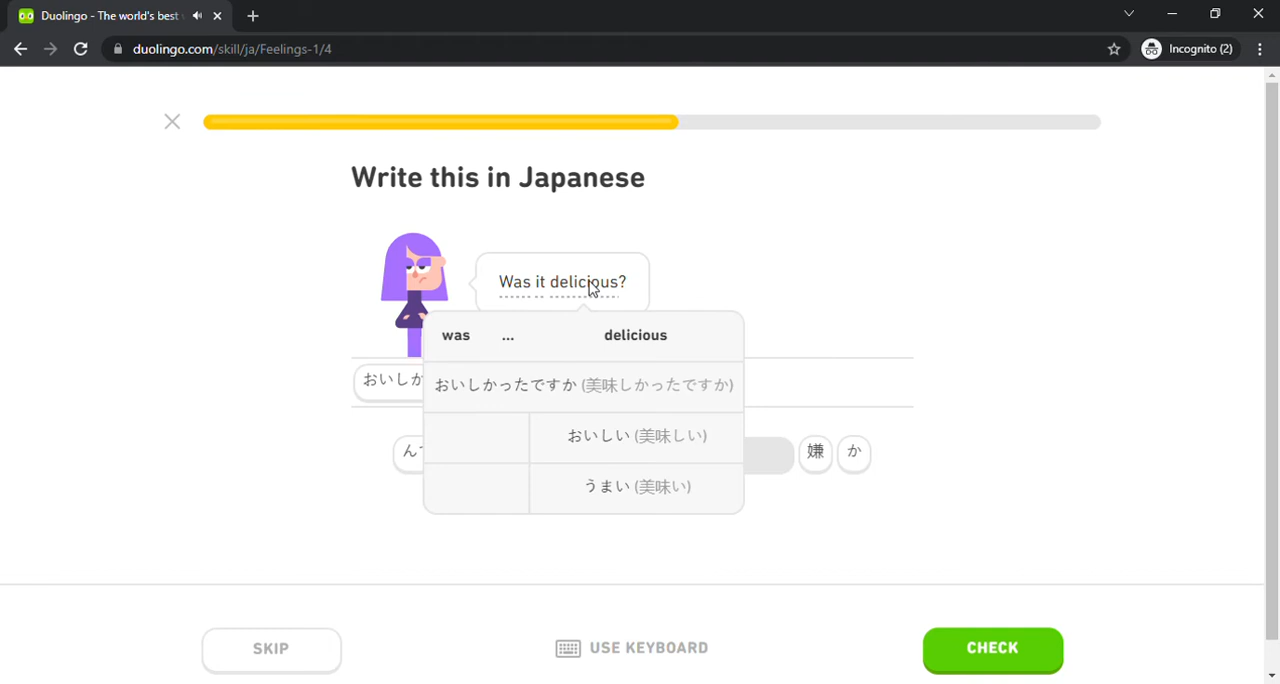 Duolingo - The world's best
duolingo.com/skill/ja/Feelings-1/4
Incognito (2)
Write this in Japanese
Was it delicious?
was ... delicious
おいしかったですか (美味しかったですか)
おいしい (美味しい)
うまい (美味い)
おいしか
んで
嫌 か
SKIP
USE KEYBOARD
CHECK